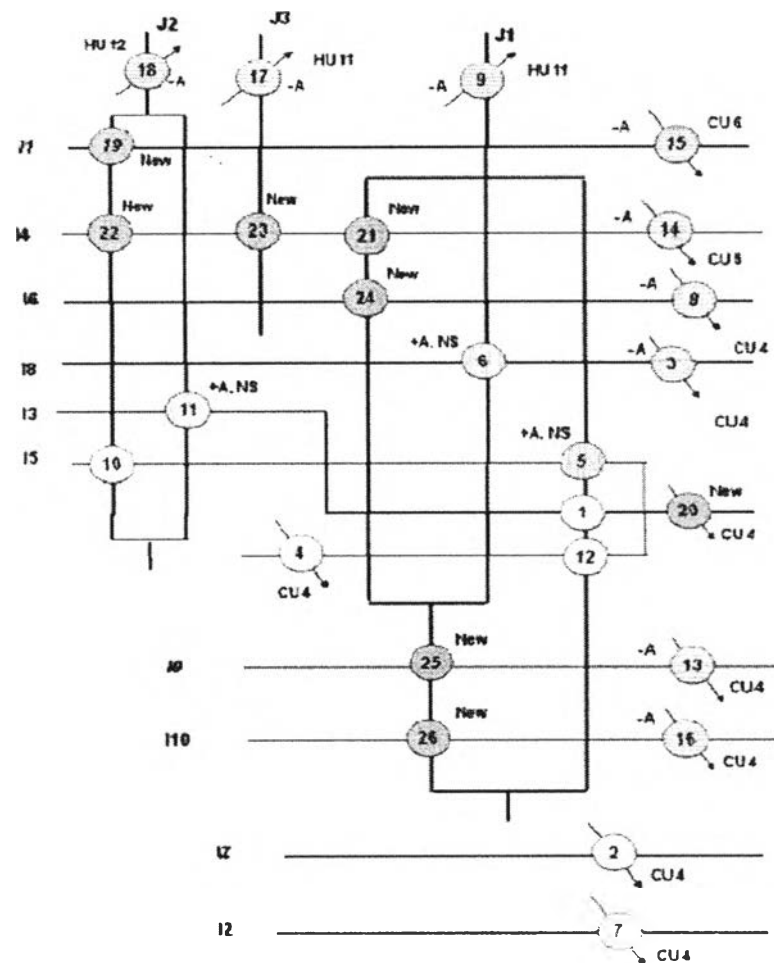 J2
J3
J1
HU 12
18
-A
17
-A
HU 11
-A
9
HU 11
19
New
-A
15
CU 6
I4
New
22
New
23
New
21
-A
14
CU 5
I6
New
24
-A
8
CU 4
I8
+A, NS
6
-A
3
CU 4
I3
+A, NS
11
I5
10
+A, NS
5
1
New
20
CU 4
4
CU 4
12
I9
New
25
-A
13
CU 4
I10
New
26
-A
16
CU 4
2
CU 4
I2
7
CU 4